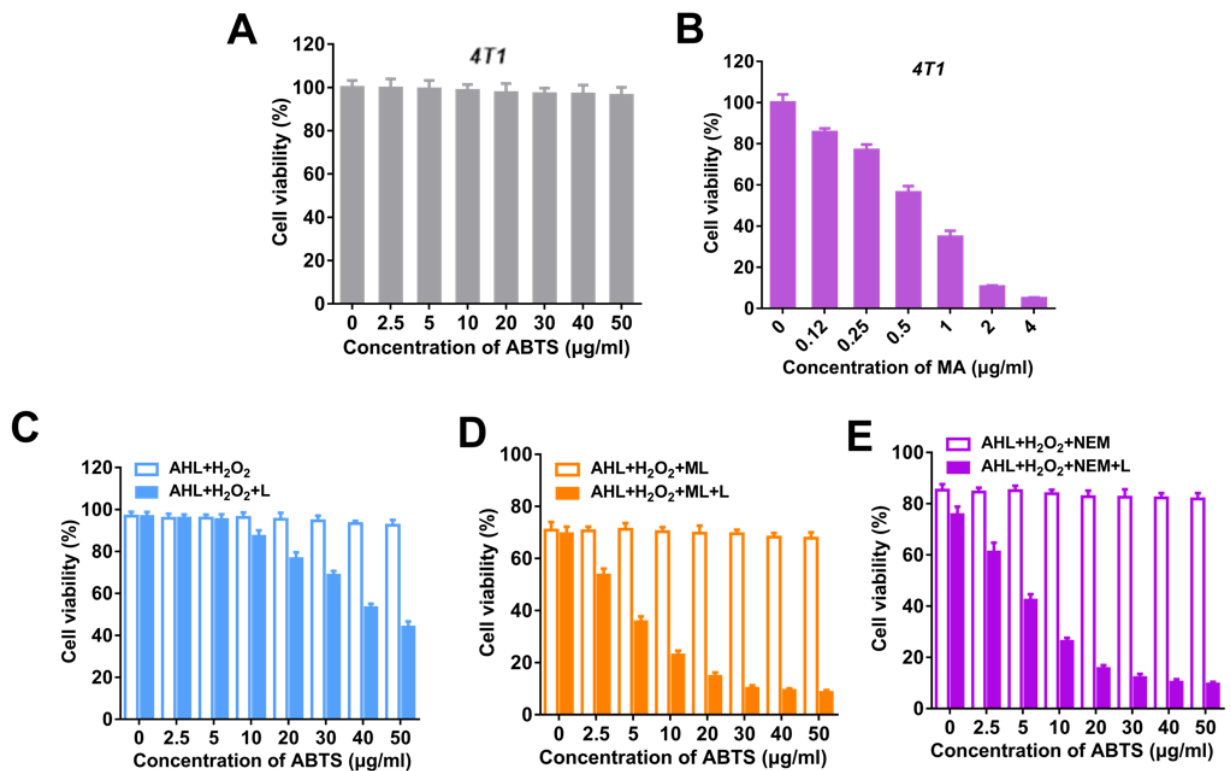 A
4T1
Cell viability (%)
120
100
80
60
40
20
0
0 2.5 5 10 20 30 40 50
Concentration of ABTS (μg/ml)
B
4T1
Cell viability (%)
120
100
80
60
40
20
0
0 0.12 0.25 0.5 1 2 4
Concentration of MA (μg/ml)
C
AHL+H₂O₂
AHL+H₂O₂+L
Cell viability (%)
120
100
80
60
40
20
0
0 2.5 5 10 20 30 40 50
Concentration of ABTS (μg/ml)
D
AHL+H₂O₂+ML
AHL+H₂O₂+ML+L
Cell viability (%)
100
80
60
40
20
0
0 2.5 5 10 20 30 40 50
Concentration of ABTS (μg/ml)
E
AHL+H₂O₂+NEM
AHL+H₂O₂+NEM+L
Cell viability (%)
100
80
60
40
20
0
0 2.5 5 10 20 30 40 50
Concentration of ABTS (μg/ml)